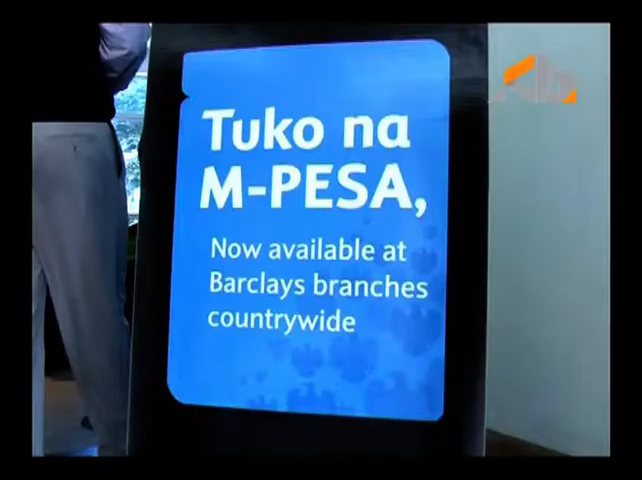 Tuko na
M-PESA,
Now available at
Barclays branches
countrywide